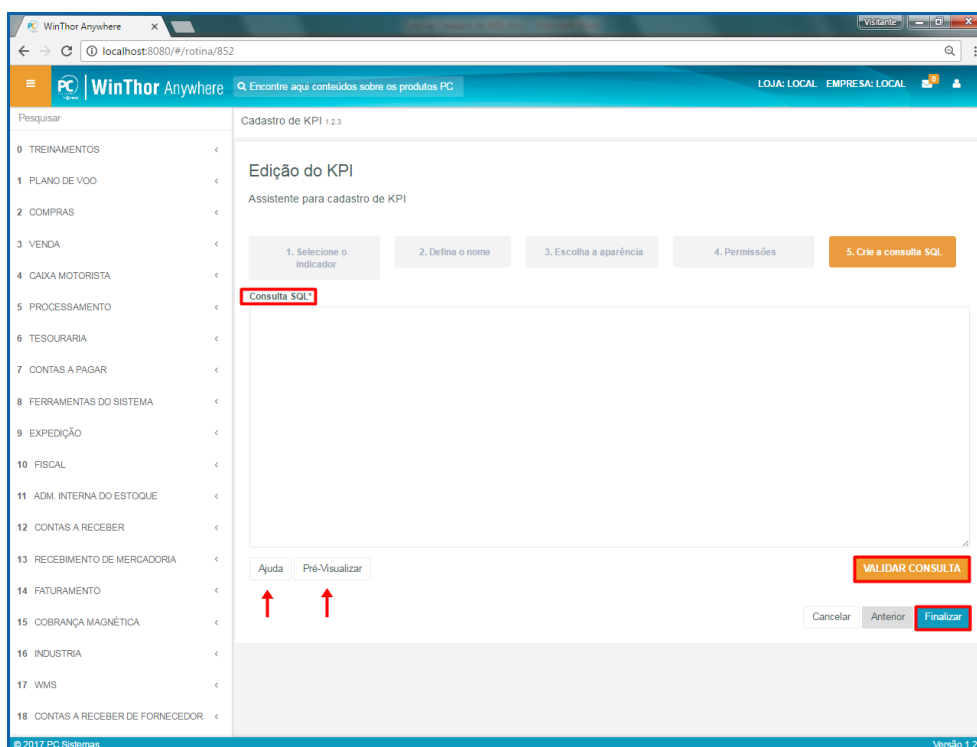 WinThor Anywhere
Visitante
localhost:8080/#/rotina/852
PC WinThor Anywhere
Encontre aqui conteúdos sobre os produtos PC
LOJA: LOCAL EMPRESA: LOCAL
0
Pesquisar
Cadastro de KPI 1.2.3
0 TREINAMENTOS
1 PLANO DE VOO
2 COMPRAS
3 VENDA
4 CAIXA MOTORISTA
5 PROCESSAMENTO
6 TESOURARIA
7 CONTAS A PAGAR
8 FERRAMENTAS DO SISTEMA
9 EXPEDIÇÃO
10 FISCAL
11 ADM. INTERNA DO ESTOQUE
12 CONTAS A RECEBER
13 RECEBIMENTO DE MERCADORIA
14 FATURAMENTO
15 COBRANÇA MAGNÉTICA
16 INDUSTRIA
17 WMS
18 CONTAS A RECEBER DE FORNECEDOR
Edição do KPI
Assistente para cadastro de KPI
1. Selecione o
indicador
2. Defina o nome
3. Escolha a aparência
4. Permissões
5. Crie a consulta SQL
Consulta SQL*
Ajuda
Pré-Visualizar
VALIDAR CONSULTA
Cancelar
Anterior
Finalizar
© 2017 PC Sistemas
Versão 1.2